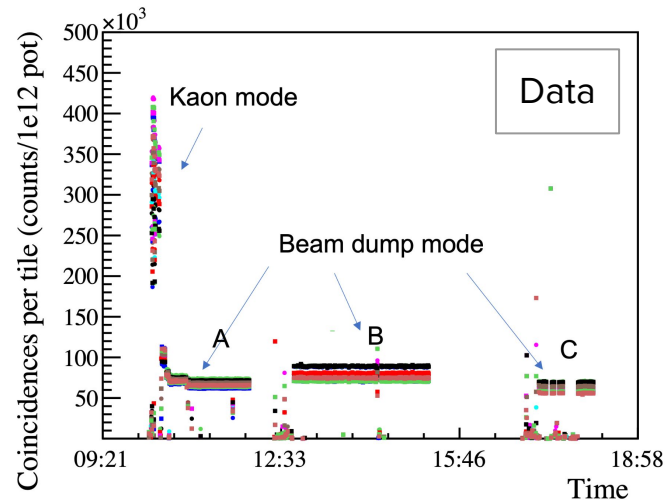 ×10³
500
450
400
350
300
250
200
150
100
50
Coincidences per tile (counts/1e12 pot)
Data
Kaon mode
Beam dump mode
A
B
C
09:21
12:33
15:46
18:58
Time